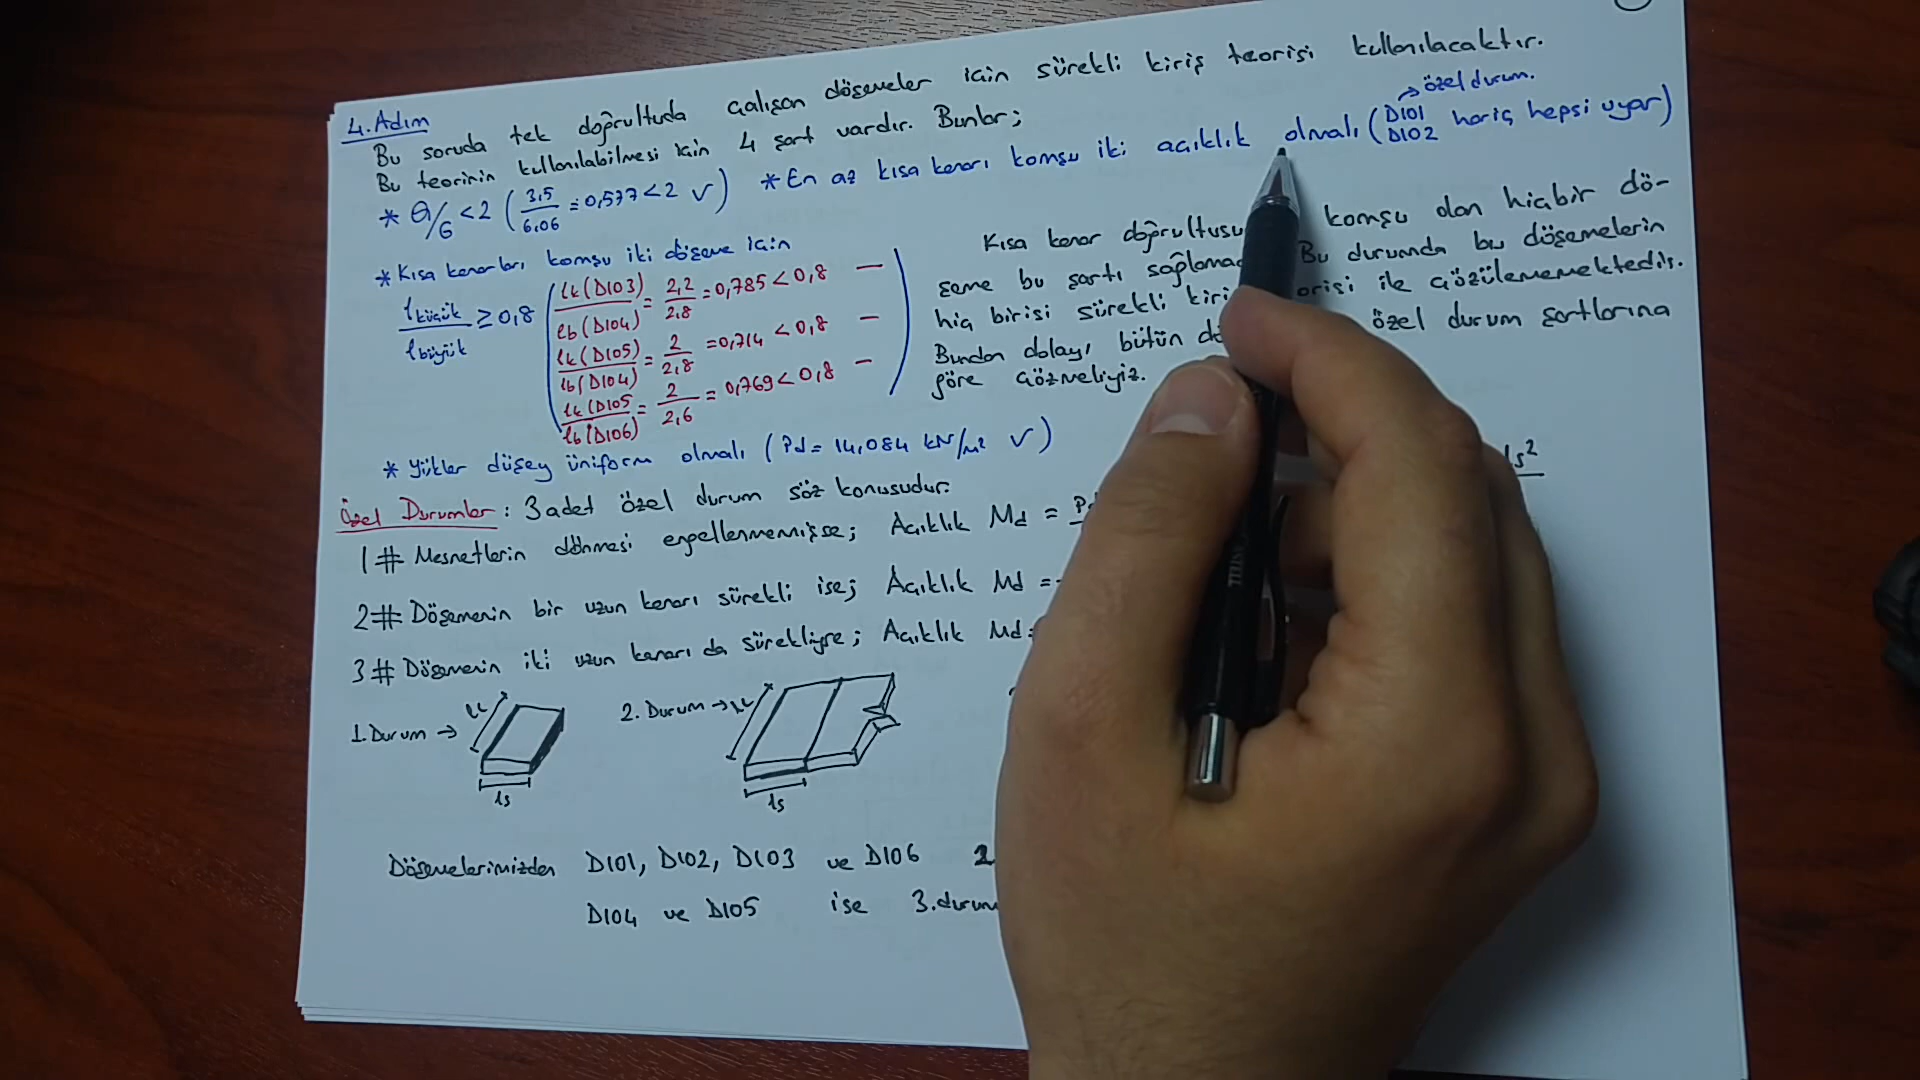 4. Adım
Bu soruda tek doğrultuda çalışan döşemeler için sürekli kiriş teorisi kullanılacaktır.
Bu teorinin kullanılabilmesi için 4 şart vardır. Bunlar;
* Q/G < 2 ( 3,5 / 6,06 = 0,577 < 2 ✓ ) * En az kısa kenarı komşu iki açıklık olmalı ( D101 D102 hariç hepsi uyar )
→ özel durum.
* Kısa kenarları komşu iki döşeme için
lküçük / lbüyük ≥ 0,8
lk (D103) / lb (D104) = 2,2 / 2,8 = 0,785 < 0,8 —
lk (D105) / lb (D104) = 2 / 2,8 = 0,714 < 0,8 —
lk (D105 / lb (D106) = 2 / 2,6 = 0,769 < 0,8 —
Kısa kenar doğrultusu komşu olan hiçbir dö-
şeme bu şartı Bu durumda bu döşemelerin
hiç birisi sürekli ile çözülememektedir.
Bundan dolayı bütün özel durum şartlarına
göre çözmeliyiz.
* Yükler düşey üniform olmalı ( Pd = 14,084 kN/m² ✓ )
Özel Durumlar : 3 adet özel durum söz konusudur.
1 # Mesnetlerin dönmesi engellenmemişse; Açıklık Md = ls²
2 # Döşemenin bir uzun kenarı sürekli ise; Açıklık Md =
3 # Döşemenin iki uzun kenarı da sürekliyse; Açıklık Md =
1. Durum → ll ls
2. Durum → ll ls
Döşemelerimizden D101, D102, D103 ve D106 2
D104 ve D105 ise 3. durum